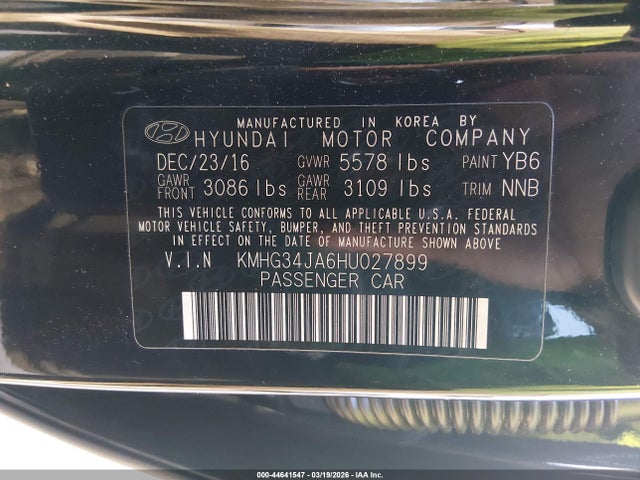 MANUFACTURED IN KOREA BY
HYUNDAI MOTOR COMPANY
DEC/23/16 GVWR 5578 lbs PAINT YB6
GAWR FRONT 3086 lbs GAWR REAR 3109 lbs TRIM NNB
THIS VEHICLE CONFORMS TO ALL APPLICABLE U.S.A. FEDERAL
MOTOR VEHICLE SAFETY, BUMPER, AND THEFT PREVENTION STANDARDS
IN EFFECT ON THE DATE OF MANUFACTURE SHOWN ABOVE
V.I.N KMHG34JA6HU027899
PASSENGER CAR
000-44641547 - 03/19/2026 - IAA Inc.